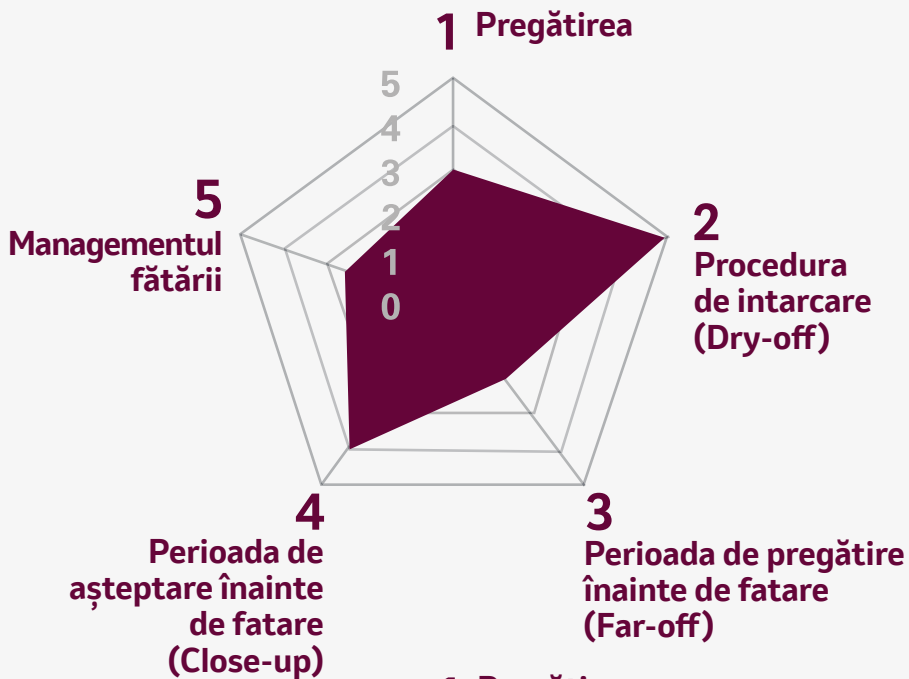 1 Pregătirea
5
4
3
2
1
0
5
Managementul
fătării
2
Procedura
de intarcare
(Dry-off)
4
Perioada de
așteptare înainte
de fatare
(Close-up)
3
Perioada de pregătire
înainte de fatare
(Far-off)